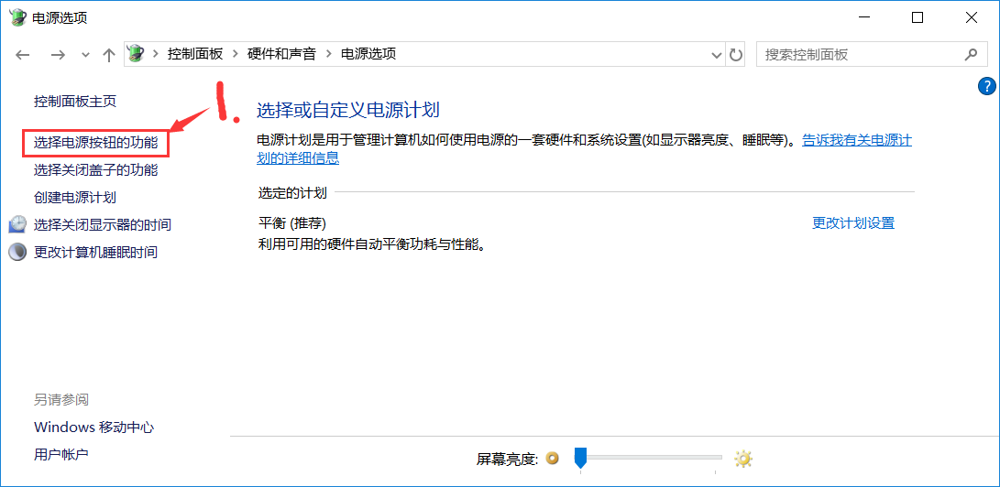 电源选项
控制面板 > 硬件和声音 > 电源选项
搜索控制面板
?
控制面板主页
1.
选择电源按钮的功能
选择关闭盖子的功能
创建电源计划
选择关闭显示器的时间
更改计算机睡眠时间
选择或自定义电源计划
电源计划是用于管理计算机如何使用电源的一套硬件和系统设置(如显示器亮度、睡眠等)。告诉我有关电源计
划的详细信息
选定的计划
平衡 (推荐)
更改计划设置
利用可用的硬件自动平衡功耗与性能。
另请参阅
Windows 移动中心
用户帐户
屏幕亮度: